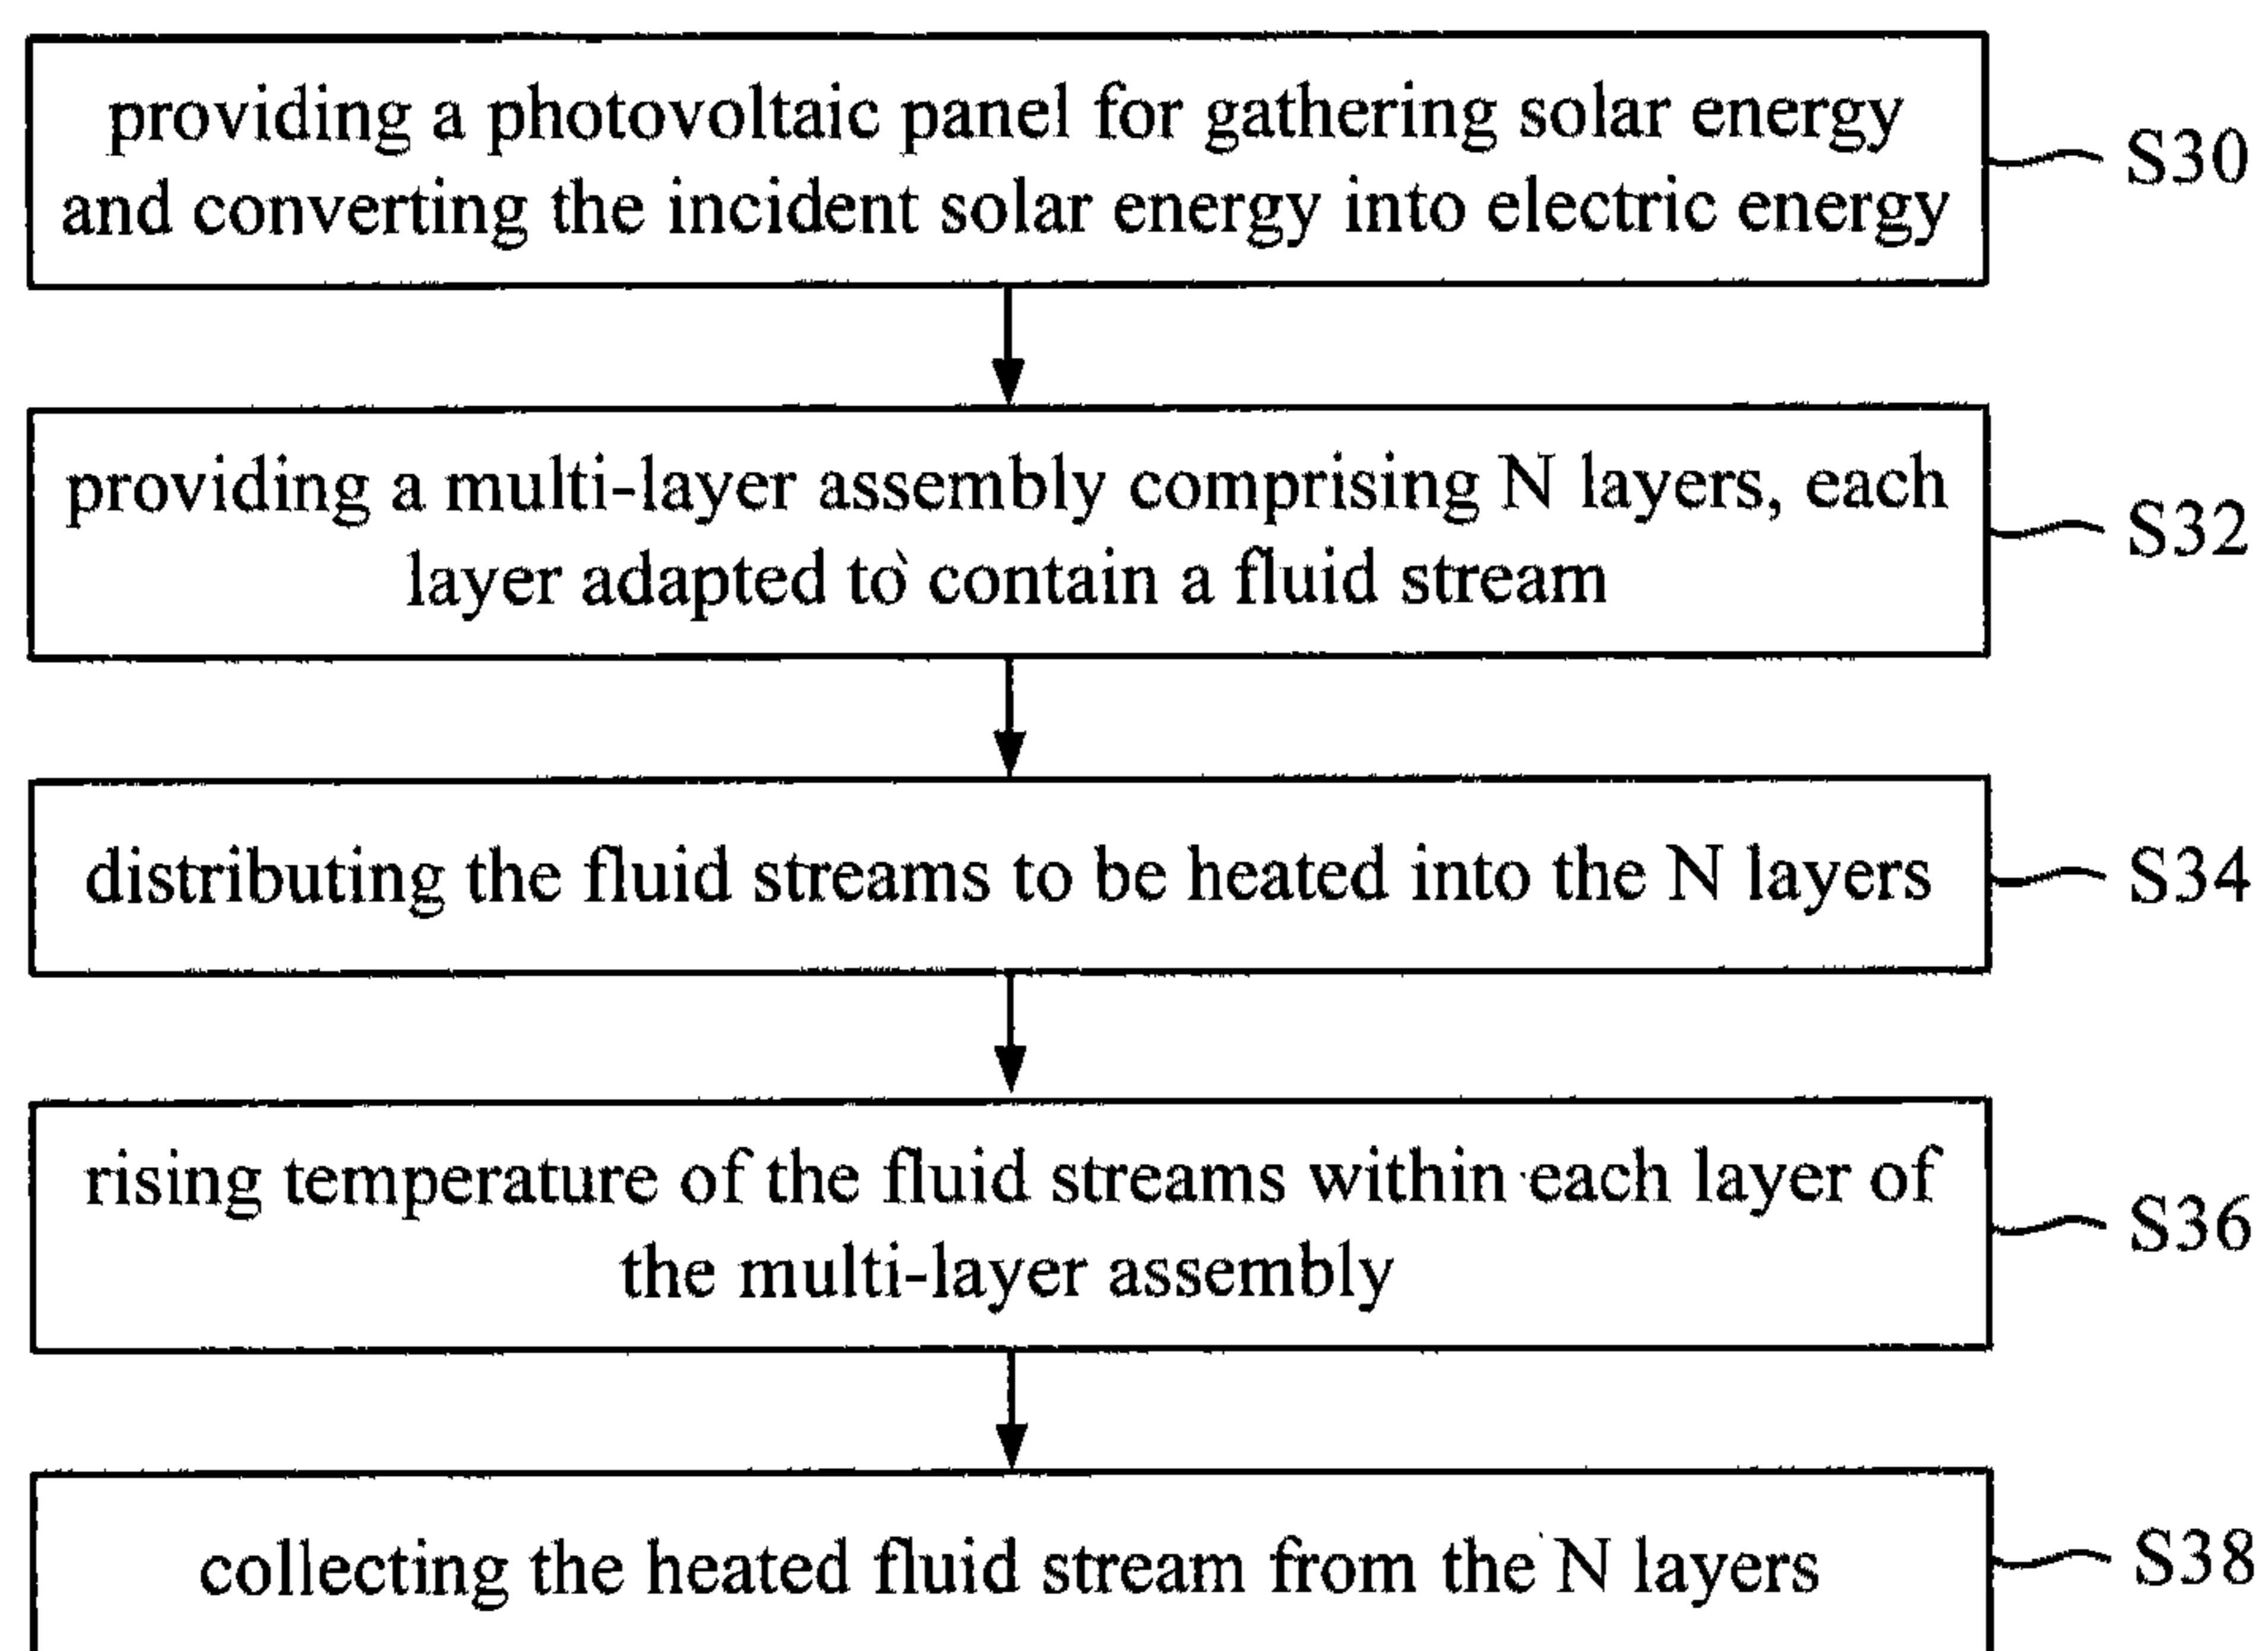 providing a photovoltaic panel for gathering solar energy
and converting the incident solar energy into electric energy
S30
providing a multi-layer assembly comprising N layers, each
layer adapted to contain a fluid stream
S32
distributing the fluid streams to be heated into the N layers
S34
rising temperature of the fluid streams within each layer of
the multi-layer assembly
S36
collecting the heated fluid stream from the N layers
S38